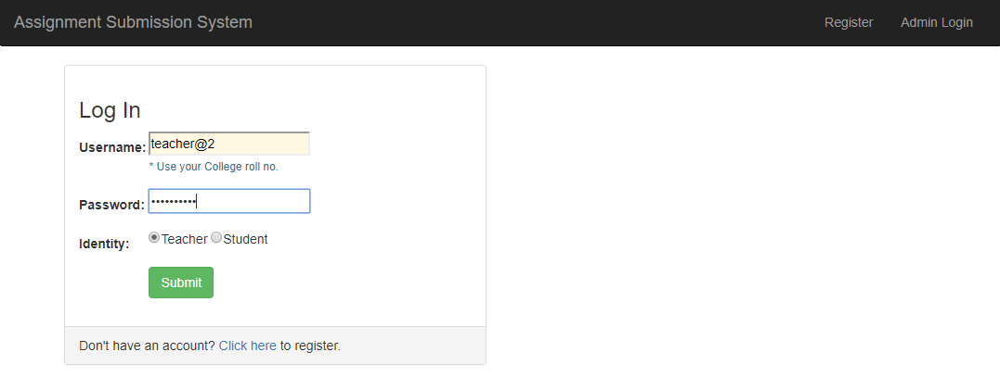 Assignment Submission System Register Admin Login
Log In
Username: teacher@2
* Use your College roll no.
Password: ••••••••••
Identity: Teacher Student
Submit
Don't have an account? Click here to register.